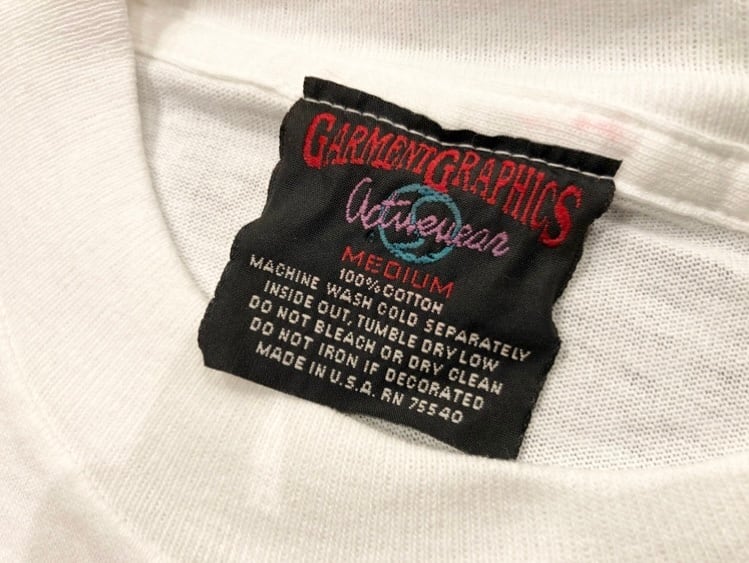 GARMENTGRAPHICS
Activewear
MEDIUM
100% COTTON
MACHINE WASH COLD SEPARATELY
INSIDE OUT, TUMBLE DRY LOW
DO NOT BLEACH OR DRY CLEAN
DO NOT IRON IF DECORATED
MADE IN U.S.A. RN 75540